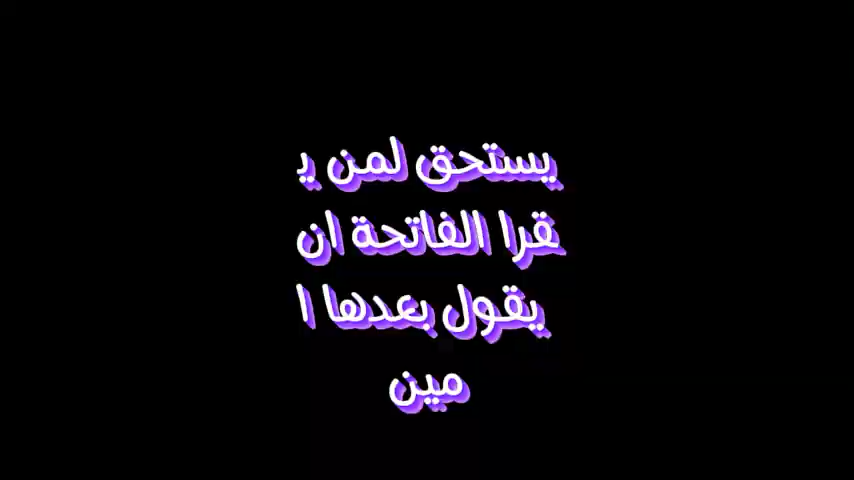 يستحق لمن ي
قرا الفاتحة ان
يقول بعدها ا
مين